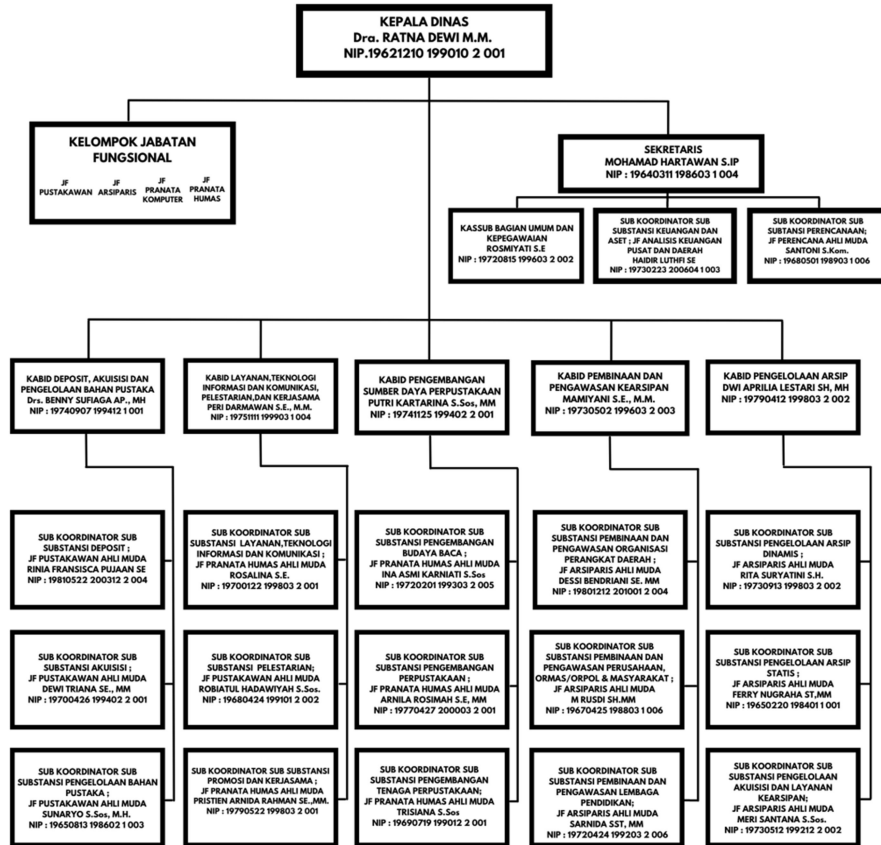 KEPALA DINAS
Dra. RATNA DEWI M.M.
NIP.19621210 199010 2 001
KELOMPOK JABATAN
FUNGSIONAL
JF
PUSTAKAWAN
JF
ARSIPARIS
JF
PRANATA
KOMPUTER
JF
PRANATA
HUMAS
SEKRETARIS
MOHAMAD HARTAWAN S.IP
NIP : 19640311 198603 1 004
KASSUB BAGIAN UMUM DAN
KEPEGAWAIAN
ROSMIYATI S.E
NIP : 19720815 199603 2 002
SUB KOORDINATOR SUB
SUBSTANSI KEUANGAN DAN
ASET ; JF ANALISIS KEUANGAN
PUSAT DAN DAERAH
HAIDIR LUTHFI SE
NIP : 19730223 200604 1 003
SUB KOORDINATOR SUB
SUBTANSI PERENCANAAN;
JF PERENCANA AHLI MUDA
SANTONI S.Kom.
NIP : 19680501 198903 1 006
KABID DEPOSIT, AKUISISI DAN
PENGELOLAAN BAHAN PUSTAKA
Drs. BENNY SUFIAGA AP., MH
NIP : 19740907 199412 1 001
KABID LAYANAN,TEKNOLOGI
INFORMASI DAN KOMUNIKASI,
PELESTARIAN,DAN KERJASAMA
PERI DARMAWAN S.E., M.M.
NIP : 19751111 199903 1 004
KABID PENGEMBANGAN
SUMBER DAYA PERPUSTAKAAN
PUTRI KARTARINA S.Sos, MM
NIP : 19741125 199402 2 001
KABID PEMBINAAN DAN
PENGAWASAN KEARSIPAN
MAMIYANI S.E., M.M.
NIP : 19730502 199603 2 003
KABID PENGELOLAAN ARSIP
DWI APRILIA LESTARI SH, MH
NIP : 19790412 199803 2 002
SUB KOORDINATOR SUB
SUBSTANSI DEPOSIT ;
JF PUSTAKAWAN AHLI MUDA
RINIA FRANSISCA PUJAAN SE
NIP : 19810522 200312 2 004
SUB KOORDINATOR SUB
SUBSTANSI LAYANAN,TEKNOLOGI
INFORMASI DAN KOMUNIKASI ;
JF PRANATA HUMAS AHLI MUDA
ROSALINA S.E.
NIP : 19700122 199803 2 001
SUB KOORDINATOR SUB
SUBSTANSI PENGEMBANGAN
BUDAYA BACA ;
JF PRANATA HUMAS AHLI MUDA
INA ASMI KARNIATI S.Sos
NIP : 19720201 199303 2 005
SUB KOORDINATOR SUB
SUBSTANSI PEMBINAAN DAN
PENGAWASAN ORGANISASI
PERANGKAT DAERAH ;
JF ARSIPARIS AHLI MUDA
DESSI BENDRIANI SE. MM
NIP : 19801212 201001 2 004
SUB KOORDINATOR SUB
SUBSTANSI PENGELOLAAN ARSIP
DINAMIS ;
JF ARSIPARIS AHLI MUDA
RITA SURYATINI S.H.
NIP : 19730913 199803 2 002
SUB KOORDINATOR SUB
SUBSTANSI AKUISISI ;
JF PUSTAKAWAN AHLI MUDA
DEWI TRIANA SE., MM
NIP : 19700426 199402 2 001
SUB KOORDINATOR SUB
SUBSTANSI PELESTARIAN;
JF PUSTAKAWAN AHLI MUDA
ROBIATUL HADAWIYAH S.Sos.
NIP : 19680424 199101 2 002
SUB KOORDINATOR SUB
SUBSTANSI PENGEMBANGAN
PERPUSTAKAAN ;
JF PRANATA HUMAS AHLI MUDA
ARNILA ROSIMAH S.E, MM
NIP : 19770427 200003 2 001
SUB KOORDINATOR SUB
SUBSTANSI PEMBINAAN DAN
PENGAWASAN PERUSAHAAN,
ORMAS/ORPOL & MASYARAKAT ;
JF ARSIPARIS AHLI MUDA
M RUSDI SH.MM
NIP : 19670425 198803 1 006
SUB KOORDINATOR SUB
SUBSTANSI PENGELOLAAN ARSIP
STATIS ;
JF ARSIPARIS AHLI MUDA
FERRY NUGRAHA ST,MM
NIP : 19650220 198401 1 001
SUB KOORDINATOR SUB
SUBSTANSI PENGELOLAAN BAHAN
PUSTAKA ;
JF PUSTAKAWAN AHLI MUDA
SUNARYO S.Sos, M.H.
NIP : 19650813 198602 1 003
SUB KOORDINATOR SUB SUBSTANSI
PROMOSI DAN KERJASAMA ;
JF PRANATA HUMAS AHLI MUDA
PRISTIEN ARNIDA RAHMAN SE.,MM.
NIP : 19790522 199803 2 001
SUB KOORDINATOR SUB
SUBSTANSI PENGEMBANGAN
TENAGA PERPUSTAKAAN;
JF PRANATA HUMAS AHLI MUDA
TRISIANA S.Sos
NIP : 19690719 199012 2 001
SUB KOORDINATOR SUB
SUBSTANSI PEMBINAAN DAN
PENGAWASAN LEMBAGA
PENDIDIKAN;
JF ARSIPARIS AHLI MUDA
SARNIDA SST, MM
NIP : 19720424 199203 2 006
SUB KOORDINATOR SUB
SUBSTANSI PENGELOLAAN
AKUISISI DAN LAYANAN
KEARSIPAN;
JF ARSIPARIS AHLI MUDA
MERI SANTANA S.Sos.
NIP : 19730512 199212 2 002